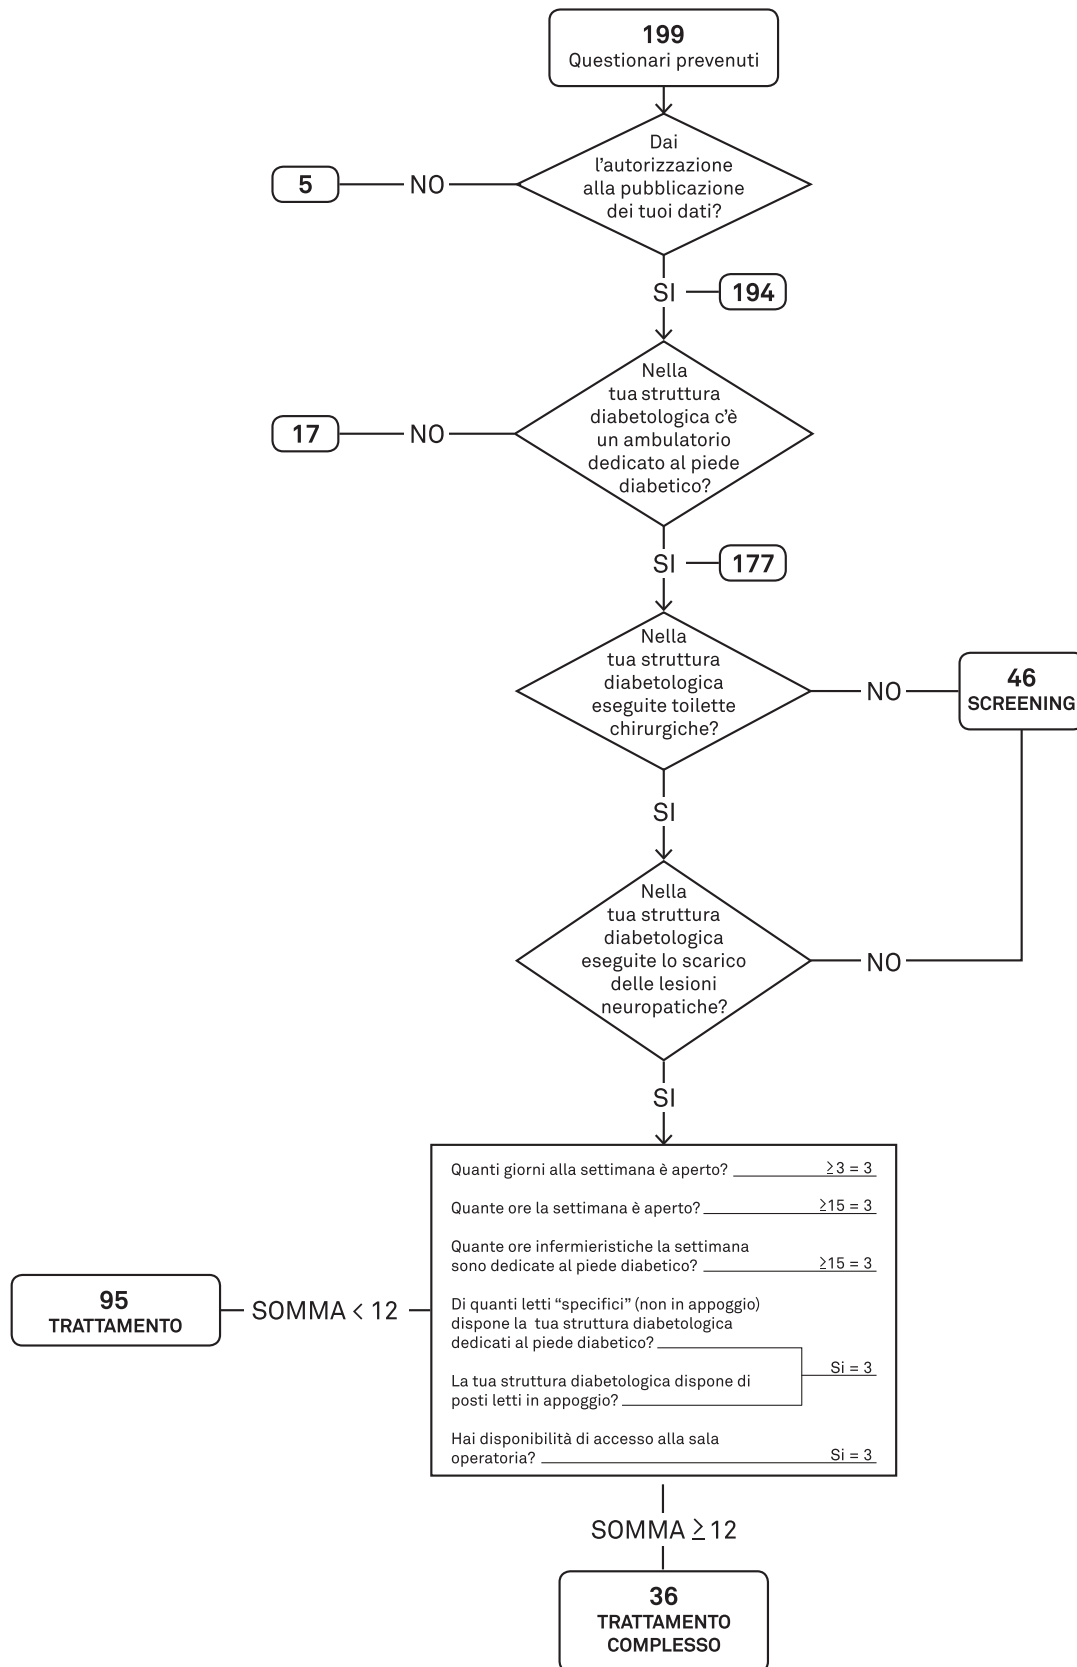 199
Questionari prevenuti
Dai
l’autorizzazione
alla pubblicazione
dei tuoi dati?
5
NO
SI
194
Nella
tua struttura
diabetologica c’è
un ambulatorio
dedicato al piede
diabetico?
17
NO
SI
177
Nella
tua struttura
diabetologica
eseguite toilette
chirurgiche?
NO
46
SCREENING
SI
Nella
tua struttura
diabetologica
eseguite lo scarico
delle lesioni
neuropatiche?
NO
SI
Quanti giorni alla settimana è aperto? ≥3 = 3
Quante ore la settimana è aperto? ≥15 = 3
Quante ore infermieristiche la settimana
sono dedicate al piede diabetico? ≥15 = 3
Di quanti letti “specifici” (non in appoggio)
dispone la tua struttura diabetologica
dedicati al piede diabetico?
Si = 3
La tua struttura diabetologica dispone di
posti letti in appoggio?
Hai disponibilità di accesso alla sala
operatoria? Si = 3
SOMMA < 12
95
TRATTAMENTO
SOMMA ≥ 12
36
TRATTAMENTO
COMPLESSO